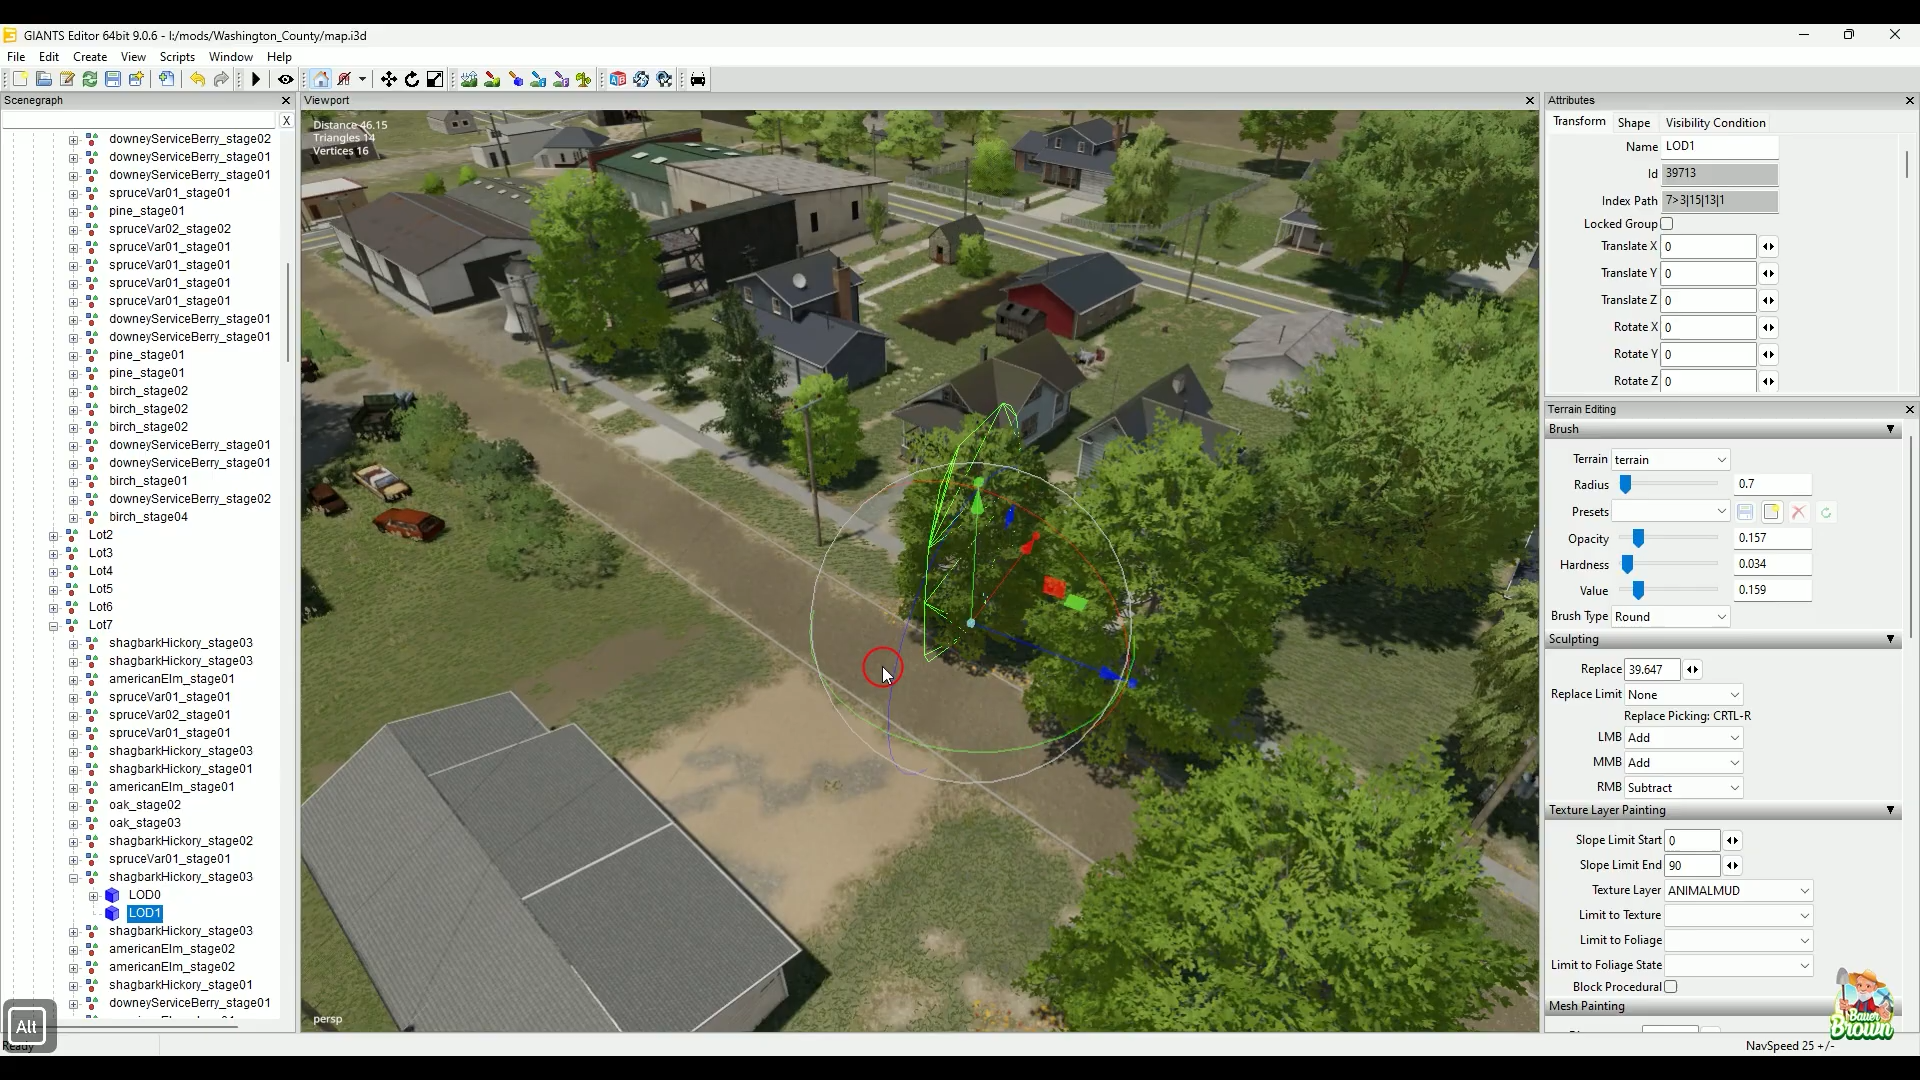 GIANTS Editor 64bit 9.0.6 - I:/mods/Washington_County/map.i3d
File Edit Create View Scripts Window Help
Scenegraph
X
downeyServiceBerry_stage02
downeyServiceBerry_stage01
downeyServiceBerry_stage01
spruceVar01_stage01
pine_stage01
spruceVar02_stage02
spruceVar01_stage01
spruceVar01_stage01
spruceVar01_stage01
spruceVar01_stage01
downeyServiceBerry_stage01
downeyServiceBerry_stage01
pine_stage01
pine_stage01
birch_stage02
birch_stage02
birch_stage02
downeyServiceBerry_stage01
downeyServiceBerry_stage01
birch_stage01
downeyServiceBerry_stage02
birch_stage04
Lot2
Lot3
Lot4
Lot5
Lot6
Lot7
shagbarkHickory_stage03
shagbarkHickory_stage03
americanElm_stage01
spruceVar01_stage01
spruceVar02_stage01
spruceVar01_stage01
shagbarkHickory_stage03
shagbarkHickory_stage01
americanElm_stage01
oak_stage02
oak_stage03
shagbarkHickory_stage02
spruceVar01_stage01
shagbarkHickory_stage03
LOD0
LOD1
shagbarkHickory_stage03
americanElm_stage02
americanElm_stage02
shagbarkHickory_stage01
downeyServiceBerry_stage01
Alt
Ready
Viewport
Distance 46.15
Triangles 14
Vertices 16
persp
Attributes
Transform Shape Visibility Condition
Name LOD1
Id 39713
Index Path 7>3|15|13|1
Locked Group
Translate X 0
Translate Y 0
Translate Z 0
Rotate X 0
Rotate Y 0
Rotate Z 0
Terrain Editing
Brush
Terrain terrain
Radius 0.7
Presets
Opacity 0.157
Hardness 0.034
Value 0.159
Brush Type Round
Sculpting
Replace 39.647
Replace Limit None
Replace Picking: CRTL-R
LMB Add
MMB Add
RMB Subtract
Texture Layer Painting
Slope Limit Start 0
Slope Limit End 90
Texture Layer ANIMALMUD
Limit to Texture
Limit to Foliage
Limit to Foliage State
Block Procedural
Mesh Painting
Bauer
Brown
NavSpeed 25 +/-